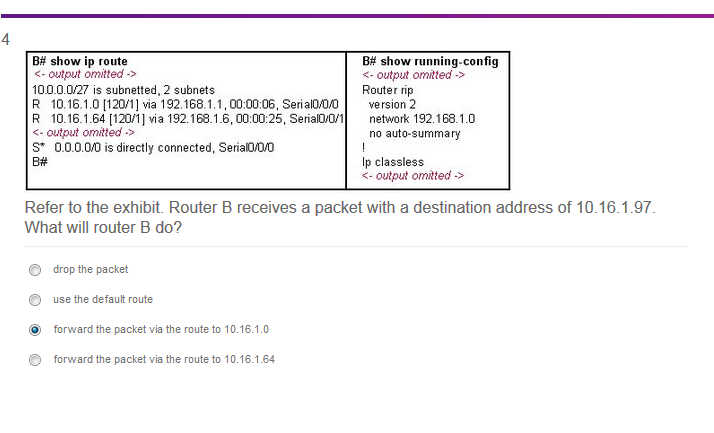 4
B# show ip route
<- output omitted ->
10.0.0.0/27 is subnetted, 2 subnets
R 10.16.1.0 [120/1] via 192.168.1.1, 00:00:06, Serial0/0/0
R 10.16.1.64 [120/1] via 192.168.1.6, 00:00:25, Serial0/0/1
<- output omitted ->
S* 0.0.0.0/0 is directly connected, Serial0/0/0
B#
B# show running-config
<- output omitted ->
Router rip
version 2
network 192.168.1.0
no auto-summary
!
Ip classless
<- output omitted ->
Refer to the exhibit. Router B receives a packet with a destination address of 10.16.1.97.
What will router B do?
drop the packet
use the default route
forward the packet via the route to 10.16.1.0
forward the packet via the route to 10.16.1.64